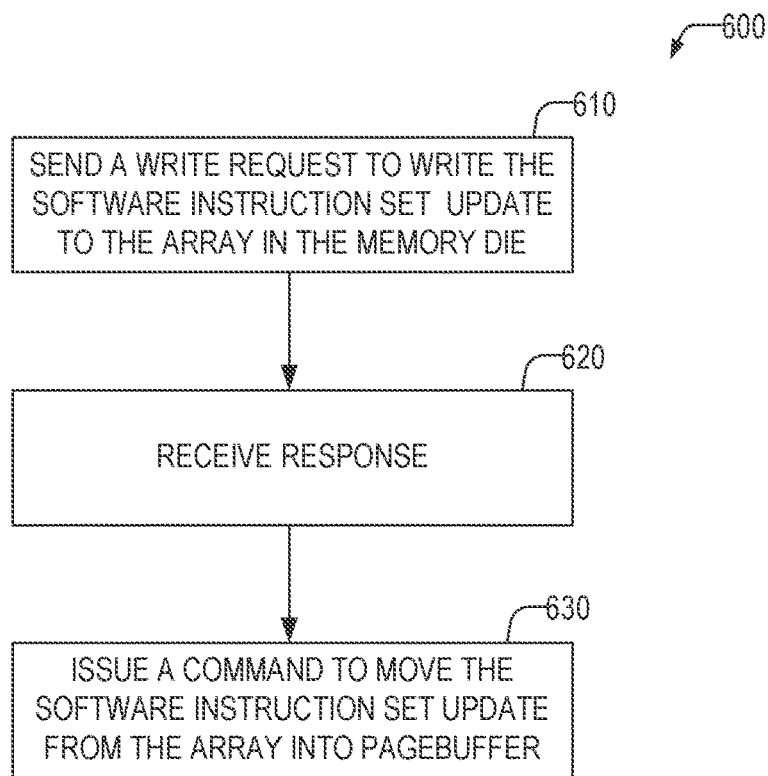 600
610
SEND A WRITE REQUEST TO WRITE THE
SOFTWARE INSTRUCTION SET UPDATE
TO THE ARRAY IN THE MEMORY DIE
620
RECEIVE RESPONSE
630
ISSUE A COMMAND TO MOVE THE
SOFTWARE INSTRUCTION SET UPDATE
FROM THE ARRAY INTO PAGEBUFFER